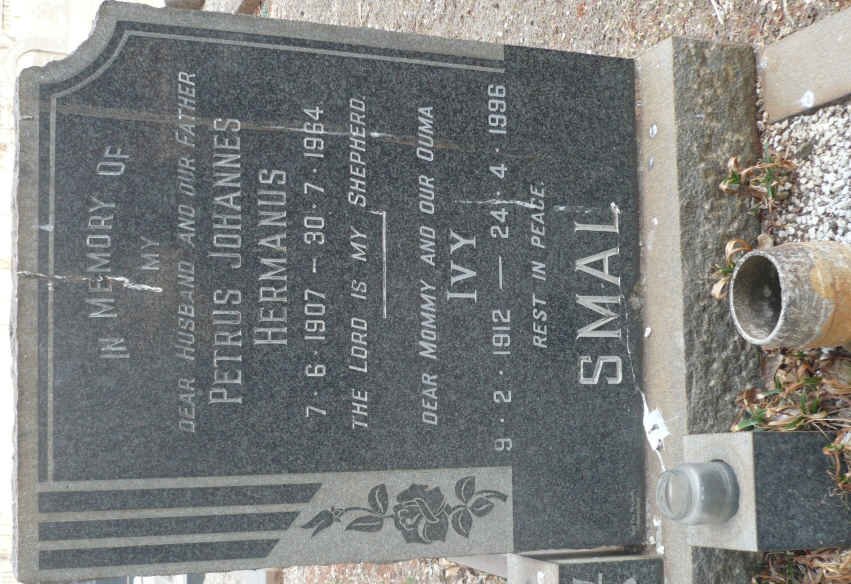 IN MEMORY OF
MY
DEAR HUSBAND AND OUR FATHER
PETRUS JOHANNES
HERMANUS
7·6·1907 — 30·7·1964
THE LORD IS MY SHEPHERD.
DEAR MOMMY AND OUR OUMA
IVY
9·2·1912 — 24·4·1996
REST IN PEACE.
SMAL